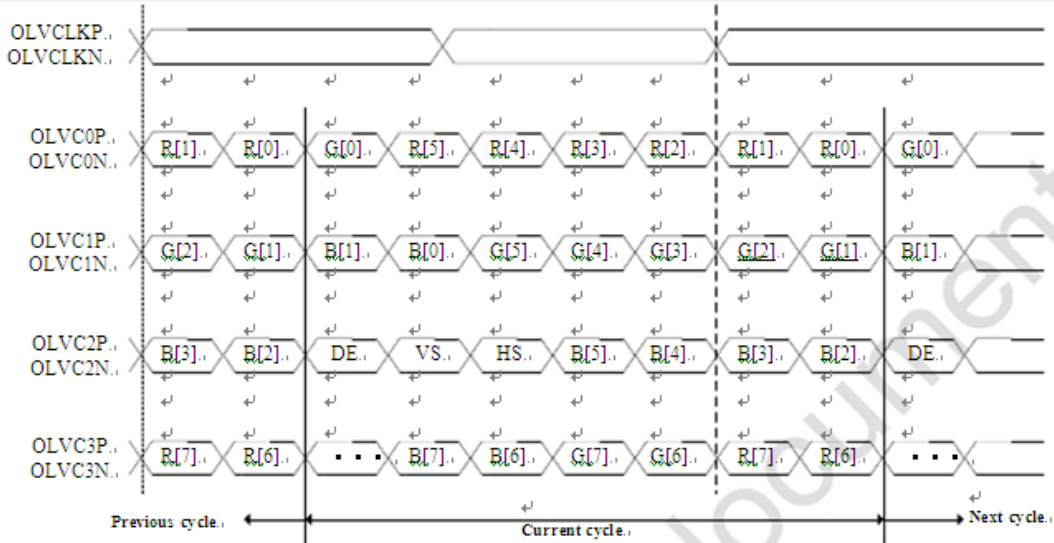 OLVCLKP.
OLVCLKN.
OLVC0P.
OLVC0N.
R[1]. R[0]. G[0]. R[5]. R[4]. R[3]. R[2]. R[1]. R[0]. G[0].
OLVC1P.
OLVC1N.
G[2]. G[1]. B[1]. B[0]. G[5]. G[4]. G[3]. G[2]. G[1]. B[1].
OLVC2P.
OLVC2N.
B[3]. B[2]. DE. VS. HS. B[5]. B[4]. B[3]. B[2]. DE.
OLVC3P.
OLVC3N.
R[7]. R[6]. ... B[7]. B[6]. G[7]. G[6]. R[7]. R[6]. ...
Previous cycle. Current cycle. Next cycle.
document